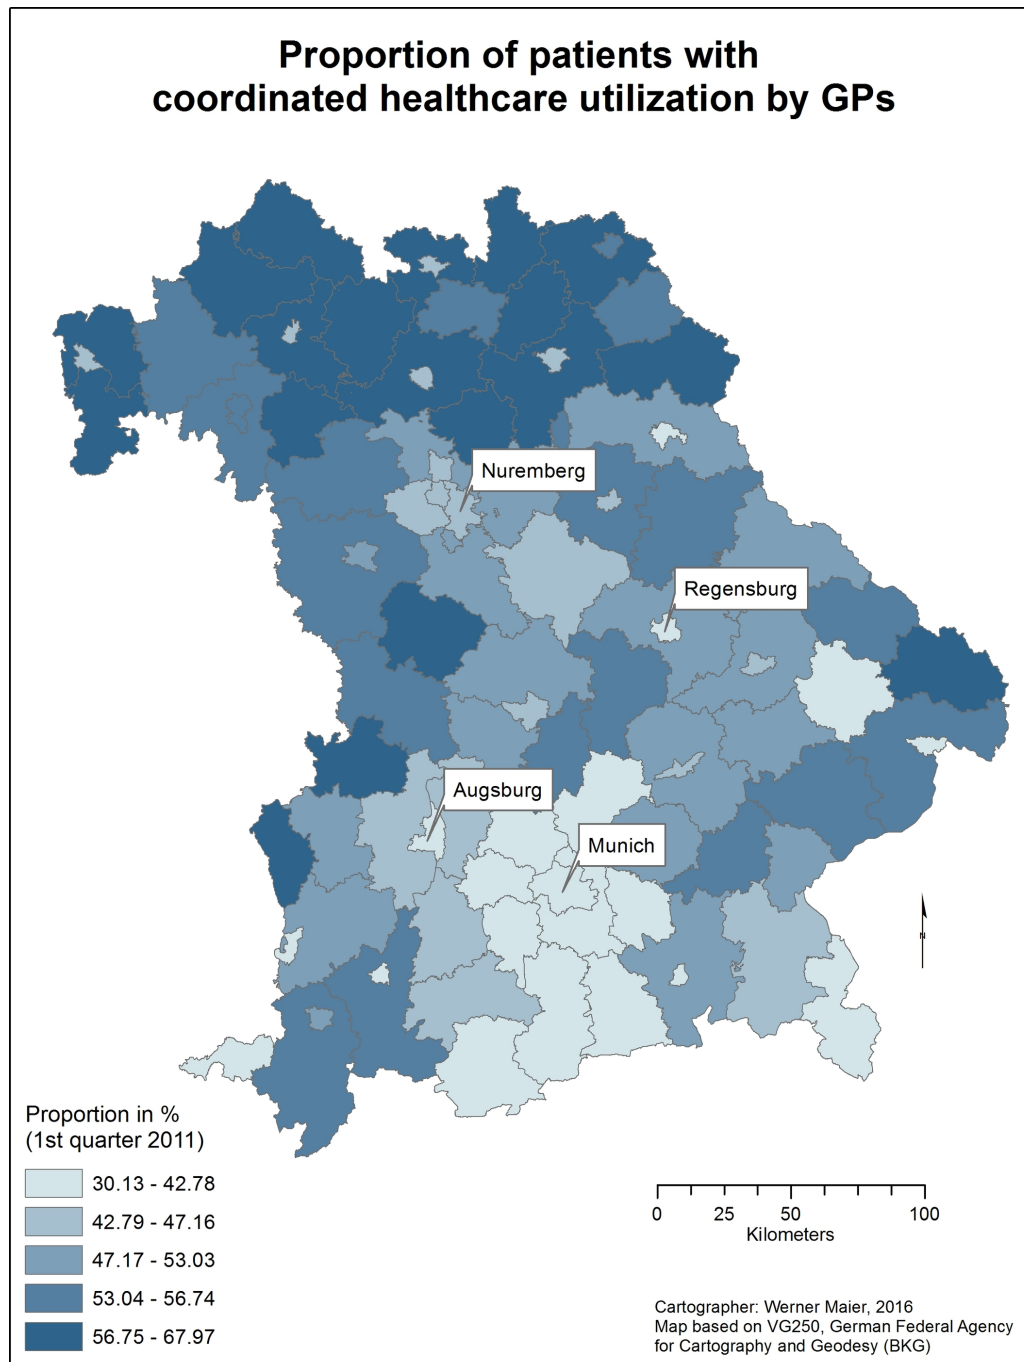 Proportion of patients with
coordinated healthcare utilization by GPs
Nuremberg
Regensburg
Augsburg
Munich
N
Proportion in %
(1st quarter 2011)
30.13 - 42.78
42.79 - 47.16
47.17 - 53.03
53.04 - 56.74
56.75 - 67.97
0 25 50 100
Kilometers
Cartographer: Werner Maier, 2016
Map based on VG250, German Federal Agency
for Cartography and Geodesy (BKG)